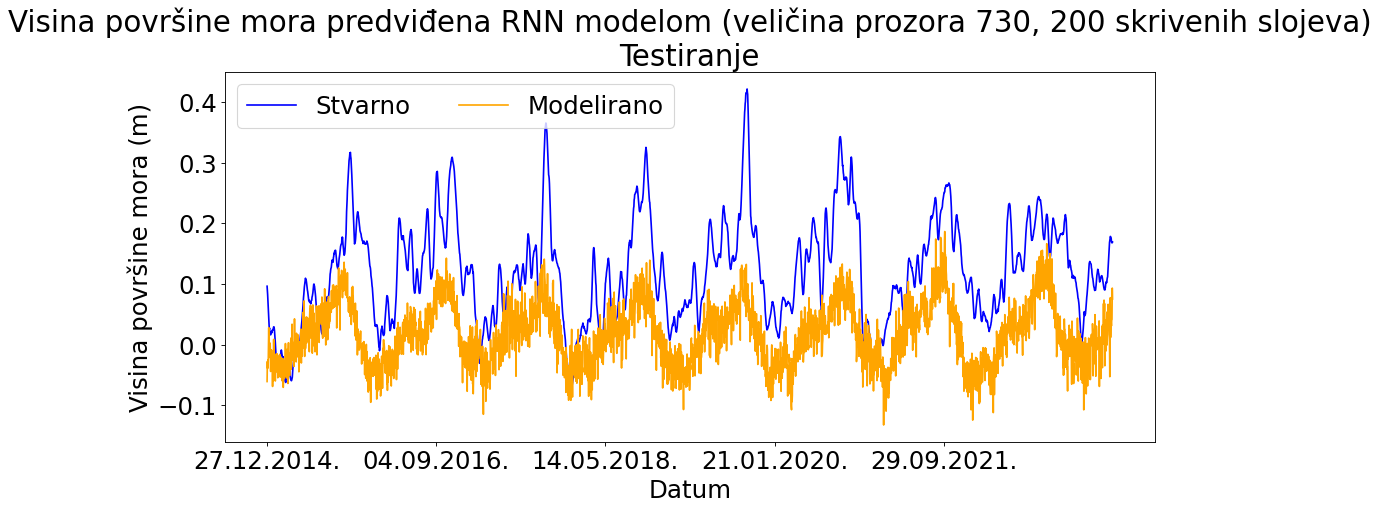 Visina površine mora predviđena RNN modelom (veličina prozora 730, 200 skrivenih slojeva)
Testiranje
Stvarno
Modelirano
Visina površine mora (m)
0.4
0.3
0.2
0.1
0.0
−0.1
27.12.2014.
04.09.2016.
14.05.2018.
21.01.2020.
29.09.2021.
Datum